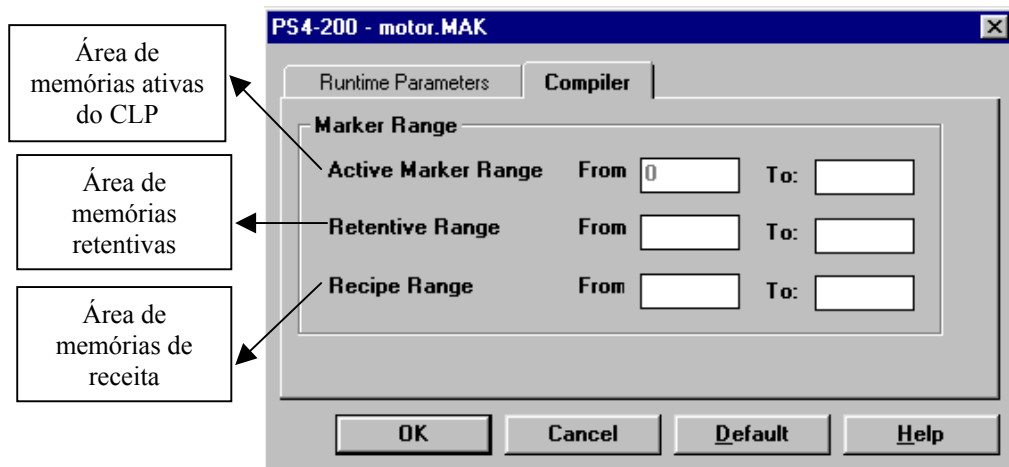 Área de
memórias ativas
do CLP
Área de
memórias
retentivas
Área de
memórias de
receita
PS4-200 - motor.MAK
Runtime Parameters
Compiler
Marker Range
Active Marker Range From 0 To:
Retentive Range From To:
Recipe Range From To:
OK Cancel Default Help